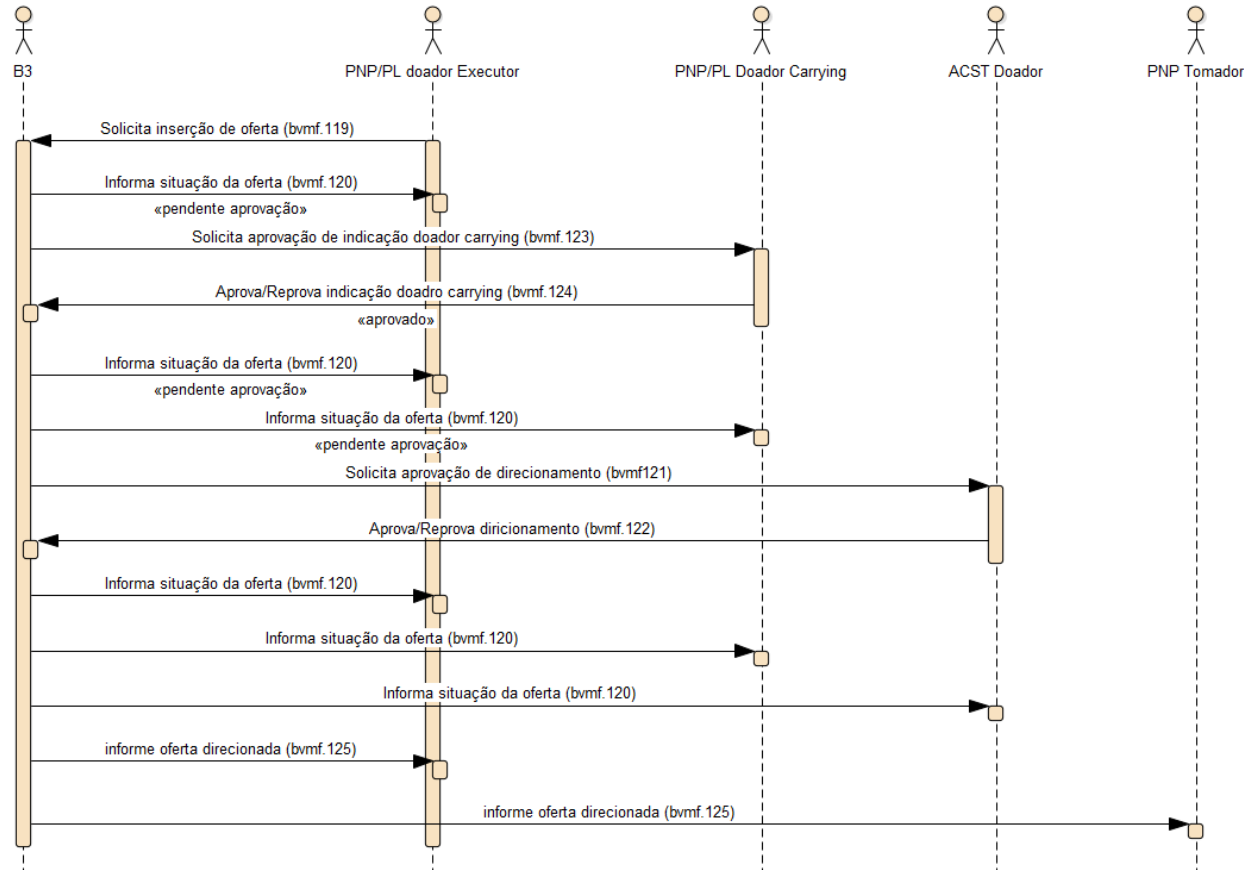 B3
PNP/PL doador Executor
PNP/PL Doador Carrying
ACST Doador
PNP Tomador
Solicita inserção de oferta (bvmf.119)
Informa situação da oferta (bvmf.120)
«pendente aprovação»
Solicita aprovação de indicação doador carrying (bvmf.123)
Aprova/Reprova indicação doadro carrying (bvmf.124)
«aprovado»
Informa situação da oferta (bvmf.120)
«pendente aprovação»
Informa situação da oferta (bvmf.120)
«pendente aprovação»
Solicita aprovação de direcionamento (bvmf121)
Aprova/Reprova diricionamento (bvmf.122)
Informa situação da oferta (bvmf.120)
Informa situação da oferta (bvmf.120)
Informa situação da oferta (bvmf.120)
informe oferta direcionada (bvmf.125)
informe oferta direcionada (bvmf.125)